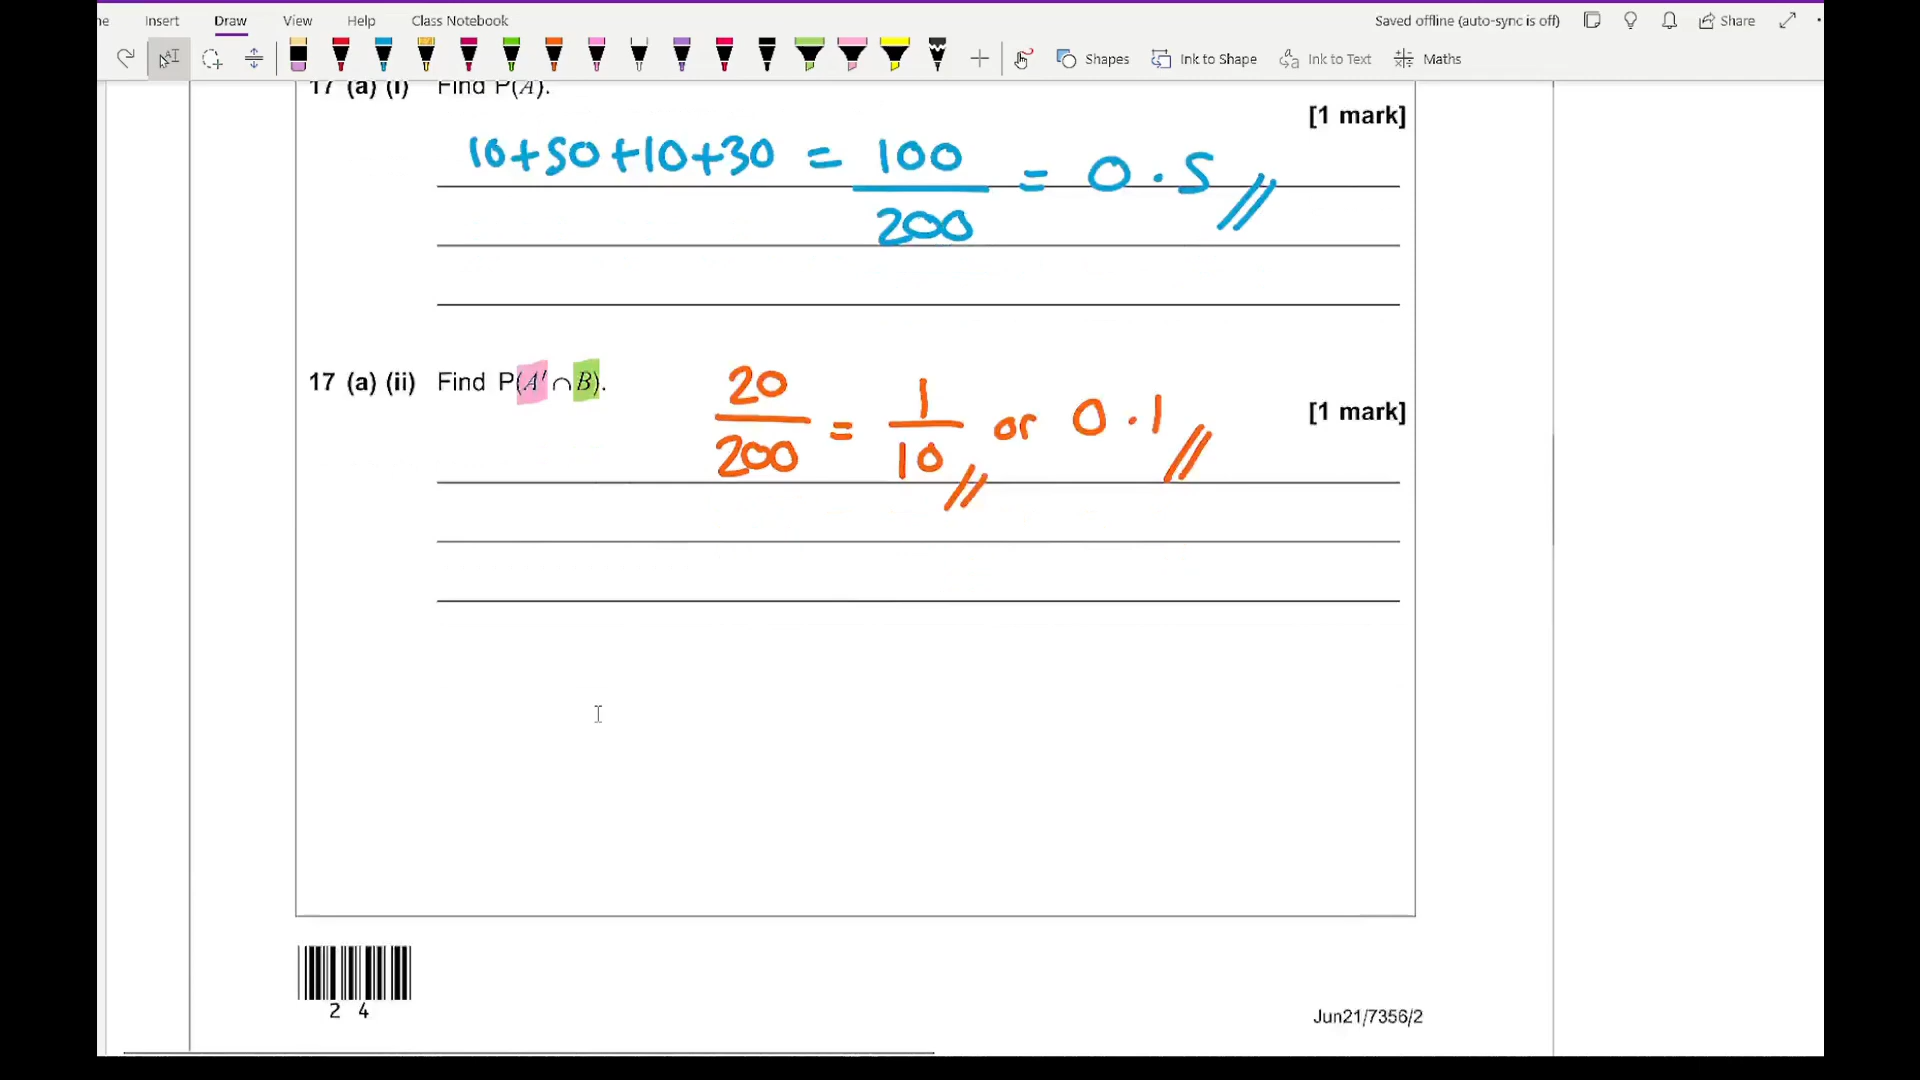 Insert Draw View Help Class Notebook Saved offline (auto-sync is off) Share
Shapes Ink to Shape Ink to Text Maths
17 (a) (i) Find P(A).
[1 mark]
10+50+10+30 = 100/200 = 0.5
17 (a) (ii) Find P(A′∩B).
20/200 = 1/10 or 0.1
[1 mark]
2 4
Jun21/7356/2